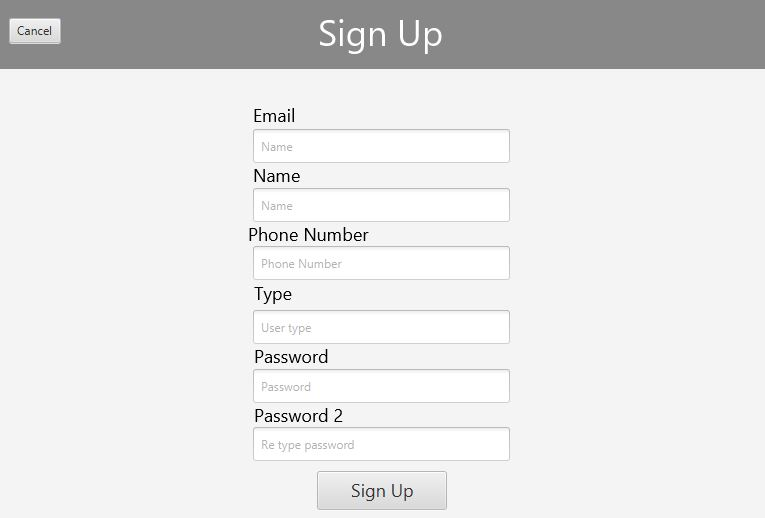 Cancel
Sign Up
Email
Name
Name
Name
Phone Number
Phone Number
Type
User type
Password
Password
Password 2
Re type password
Sign Up